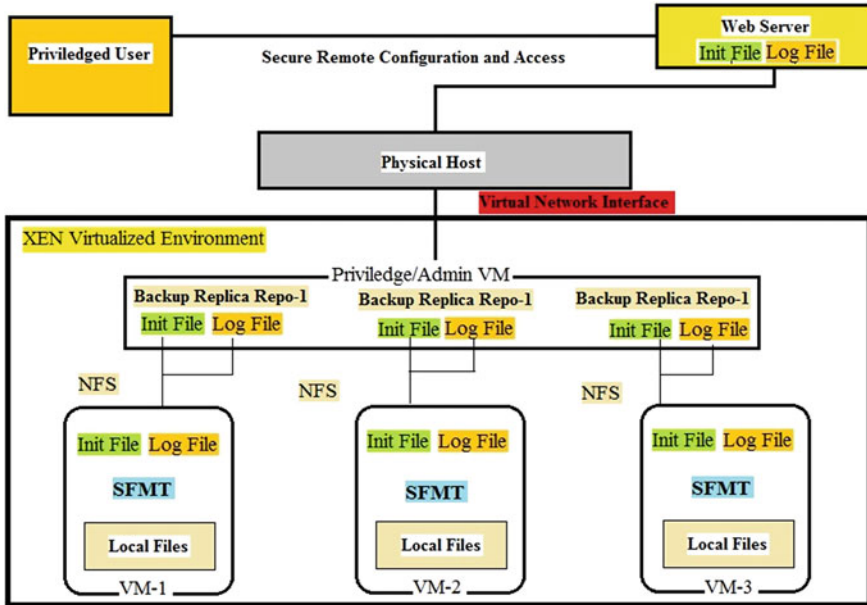 Priviledged User
Secure Remote Configuration and Access
Web Server
Init File Log File
Physical Host
Virtual Network Interface
XEN Virtualized Environment
Priviledge/Admin VM
Backup Replica Repo-1
Init File Log File
Backup Replica Repo-1
Init File Log File
Backup Replica Repo-1
Init File Log File
NFS
NFS
NFS
Init File Log File
SFMT
Local Files
VM-1
Init File Log File
SFMT
Local Files
VM-2
Init File Log File
SFMT
Local Files
VM-3